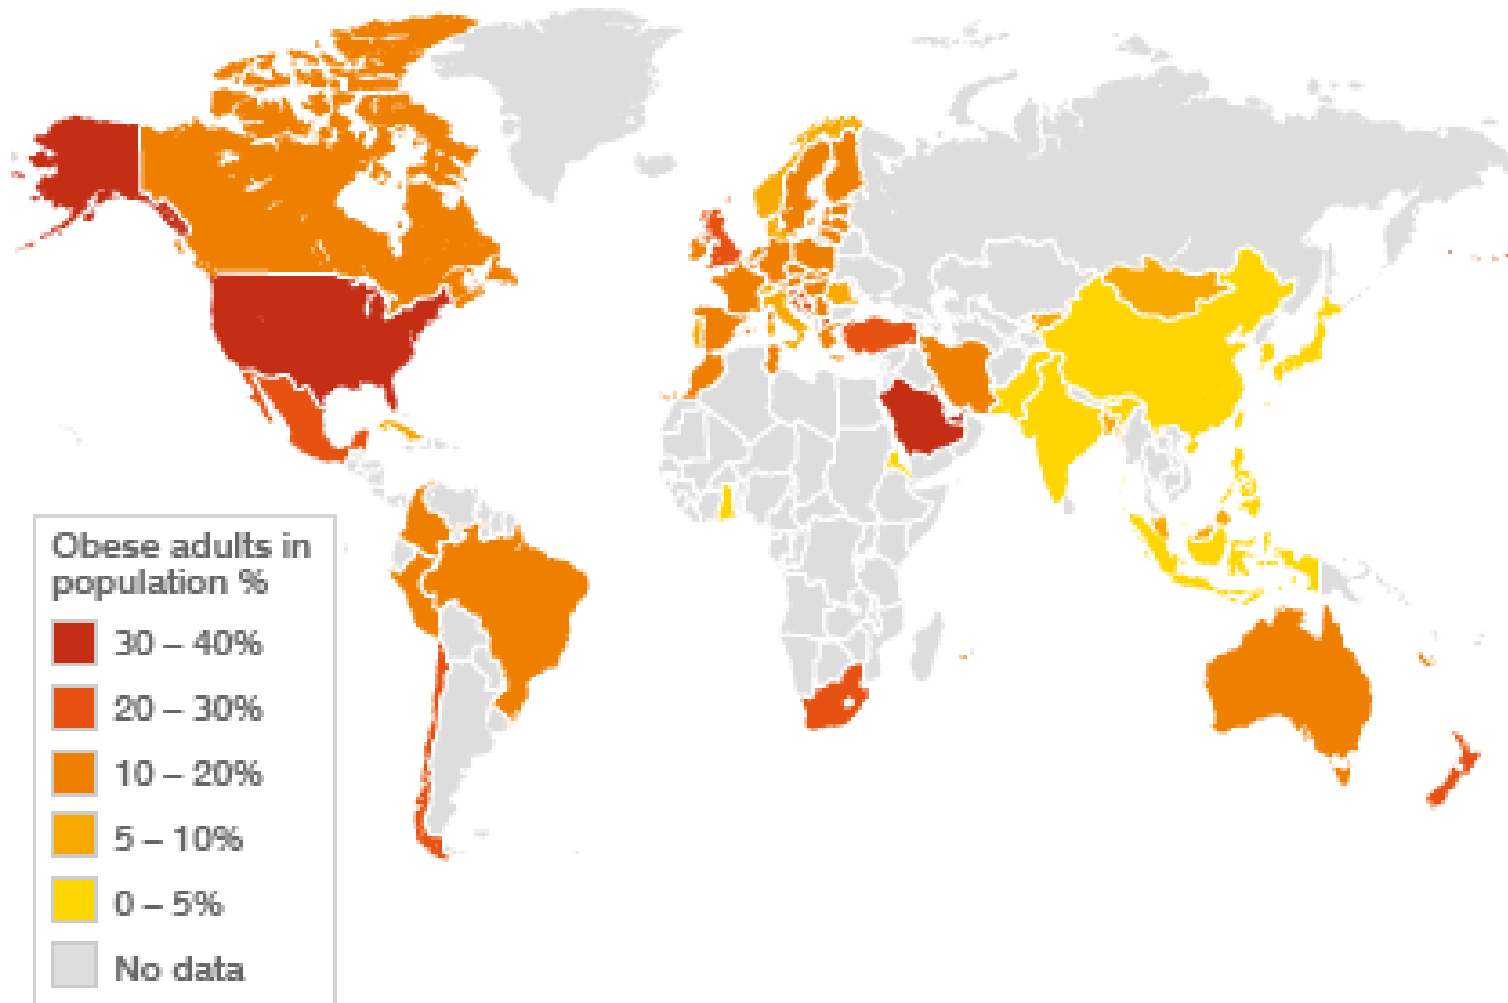 Obese adults in
population %
30 – 40%
20 – 30%
10 – 20%
5 – 10%
0 – 5%
No data